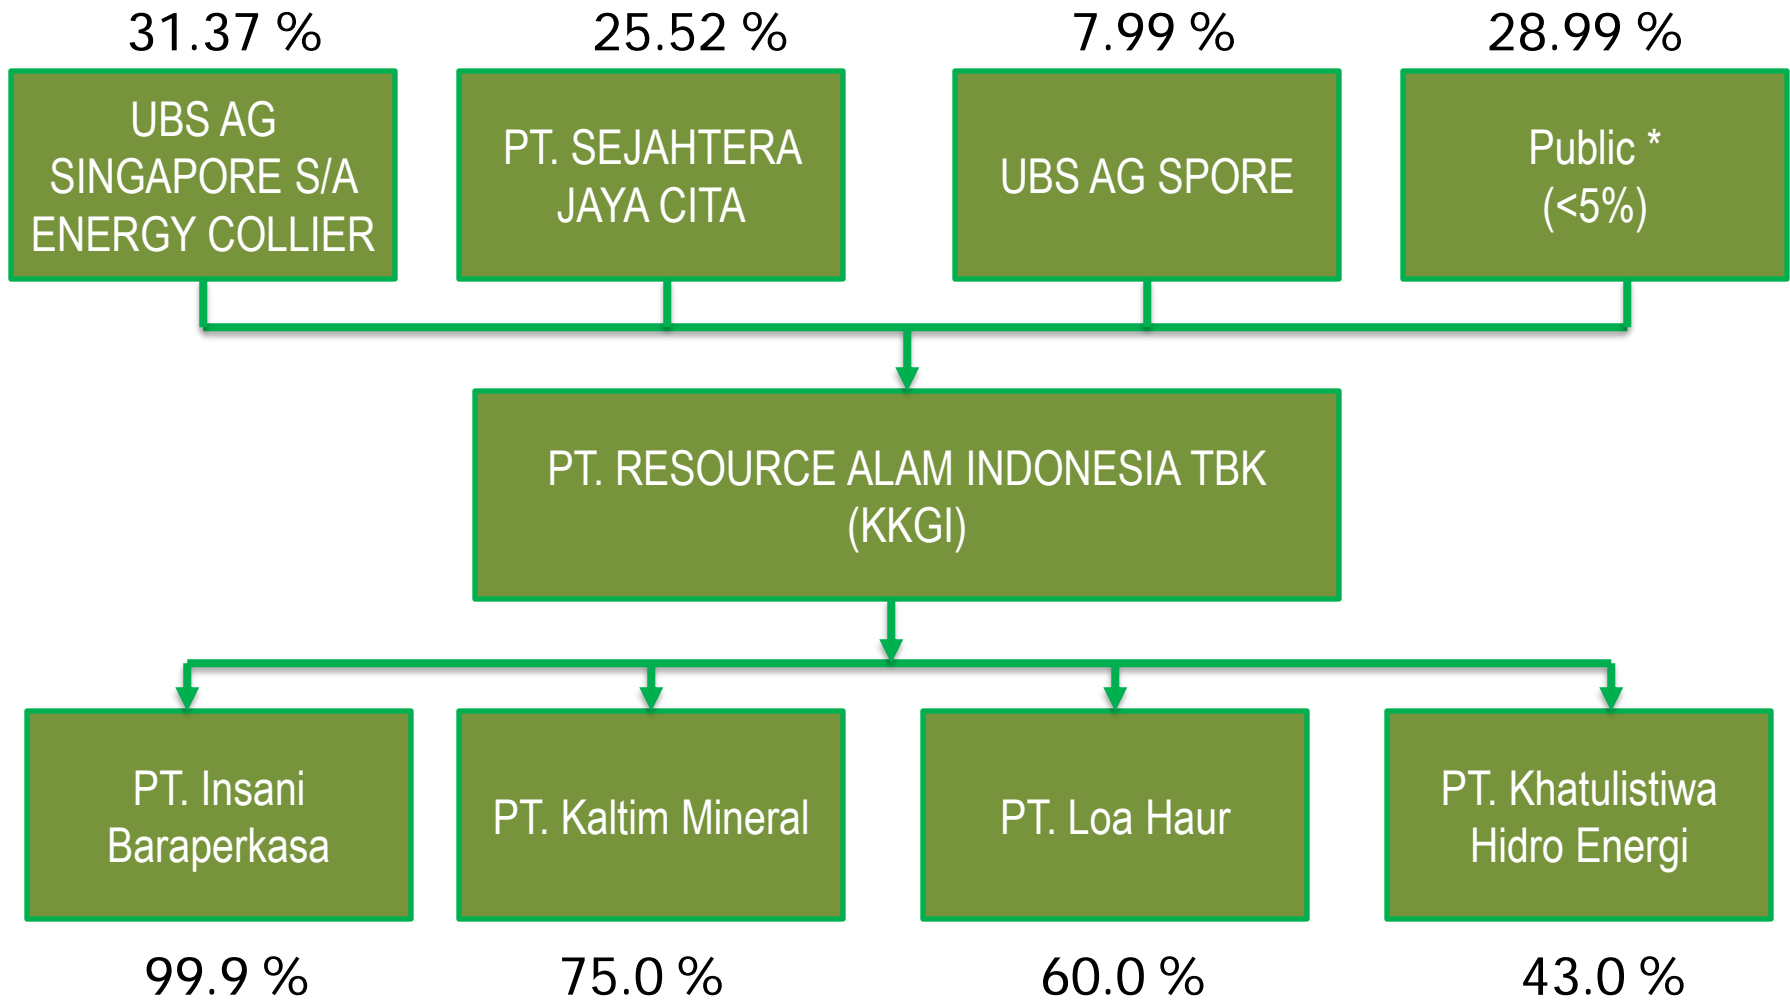 31.37 %
25.52 %
7.99 %
28.99 %
UBS AG
SINGAPORE S/A
ENERGY COLLIER
PT. SEJAHTERA
JAYA CITA
UBS AG SPORE
Public *
(<5%)
PT. RESOURCE ALAM INDONESIA TBK
(KKGI)
PT. Insani
Baraperkasa
PT. Kaltim Mineral
PT. Loa Haur
PT. Khatulistiwa
Hidro Energi
99.9 %
75.0 %
60.0 %
43.0 %